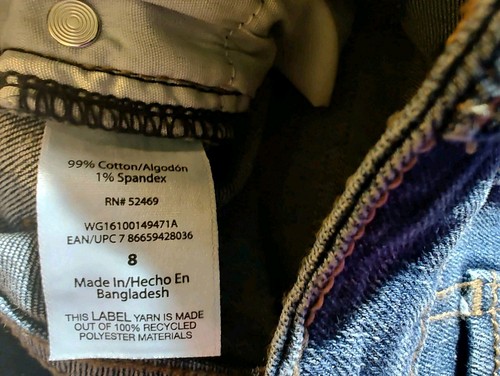 99% Cotton/Algodón
1% Spandex
RN# 52469
WG16100149471A
EAN/UPC 7 86659428036
8
Made In/Hecho En
Bangladesh
THIS LABEL YARN IS MADE
OUT OF 100% RECYCLED
POLYESTER MATERIALS